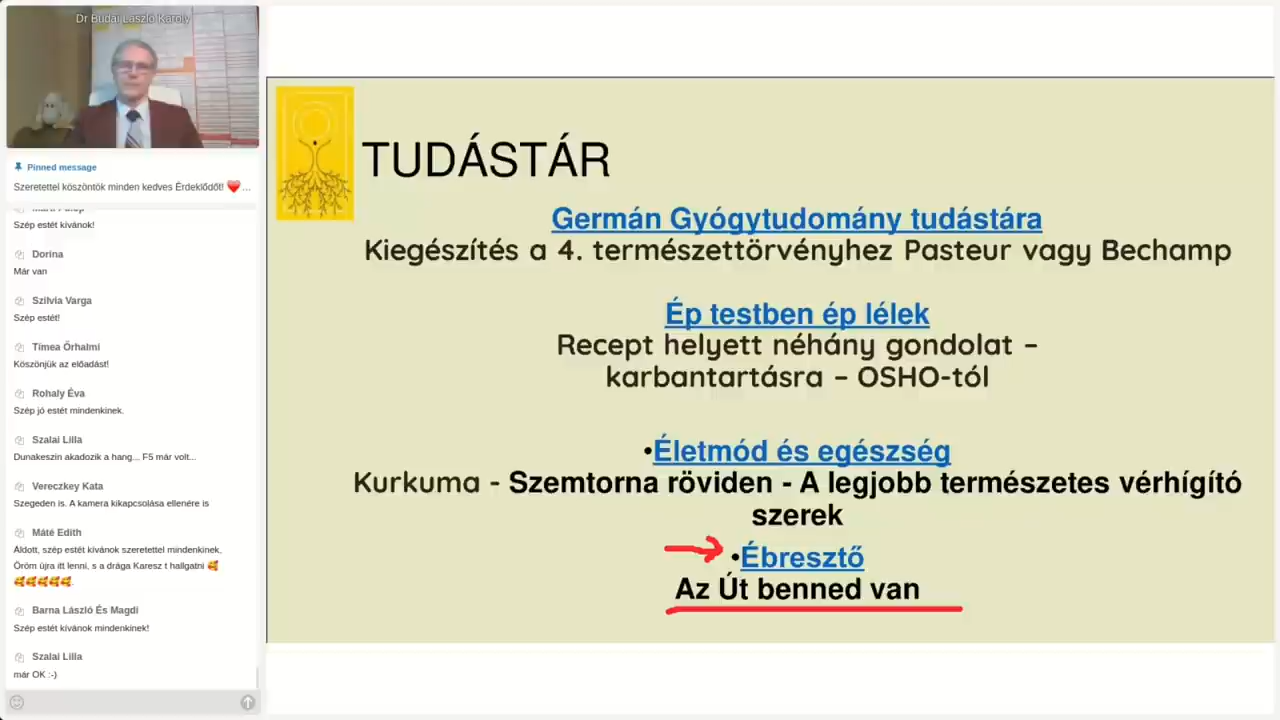 Dr Budai László Károly
Pinned message
Szeretettel köszöntök minden kedves Érdeklődőt! ❤️ ...
Szép estét kívánok!
Dorina
Már van
Szilvia Varga
Szép estét!
Tímea Őrhalmi
Köszönjük az előadást!
Rohaly Éva
Szép jó estét mindenkinek.
Szalai Lilla
Dunakeszin akadozik a hang... F5 már volt...
Vereczkey Kata
Szegeden is. A kamera kikapcsolása ellenére is
Máté Edith
Áldott, szép estét kívánok szeretettel mindenkinek,
Öröm újra itt lenni, s a drága Karesz t hallgatni 🥰
🥰🥰🥰🥰🥰.
Barna László És Magdi
Szép estét kívánok mindenkinek!
Szalai Lilla
már OK :-)
TUDÁSTÁR
Germán Gyógytudomány tudástára
Kiegészítés a 4. természettörvényhez Pasteur vagy Bechamp
Ép testben ép lélek
Recept helyett néhány gondolat –
karbantartásra – OSHO-tól
•Életmód és egészség
Kurkuma - Szemtorna röviden - A legjobb természetes vérhígító
szerek
•Ébresztő
Az Út benned van